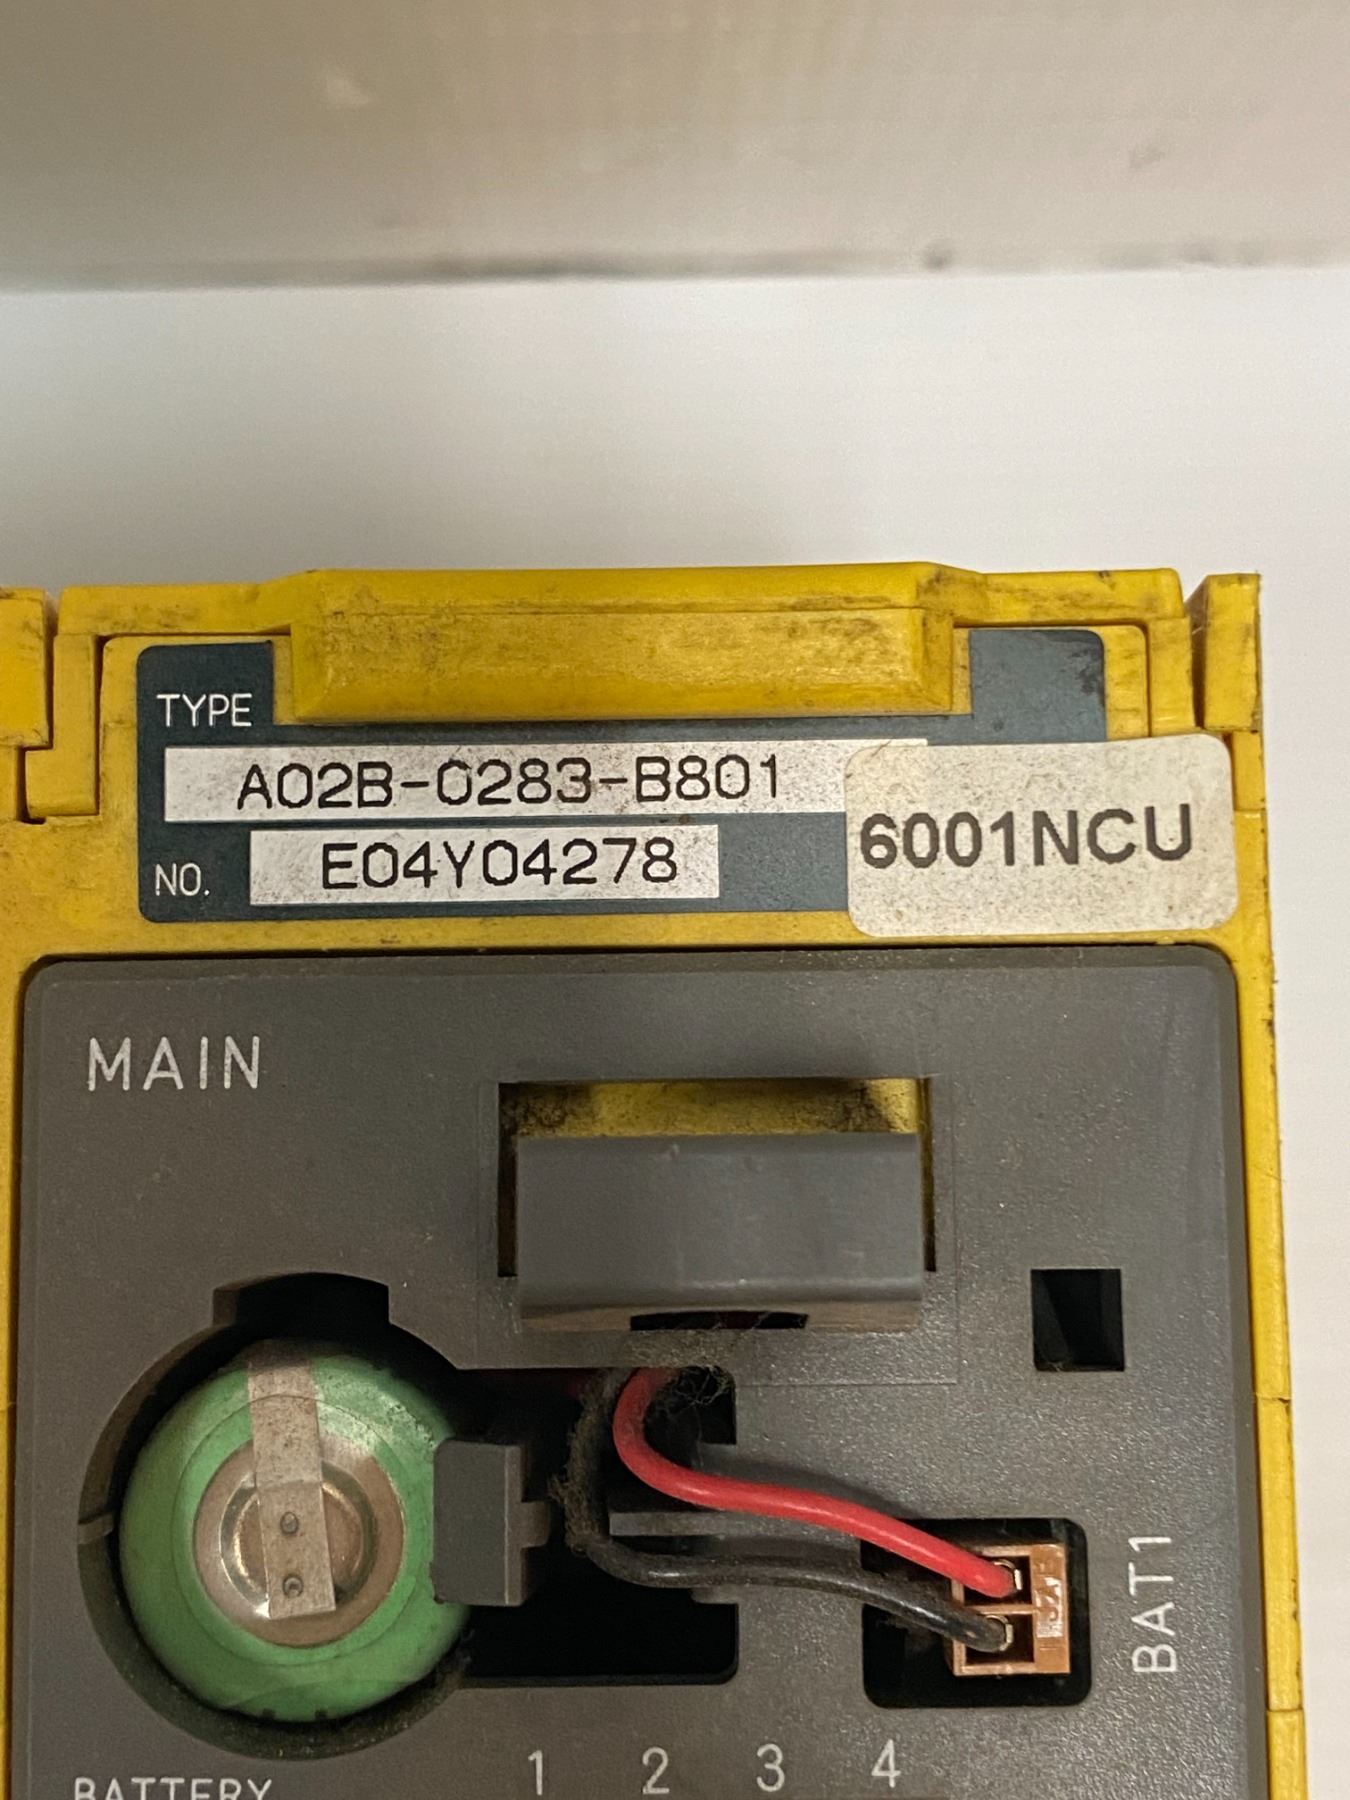 TYPE
A02B-0283-B801
6001NCU
NO. E04Y04278
MAIN
BAT1
1 2 3 4
BATTERY